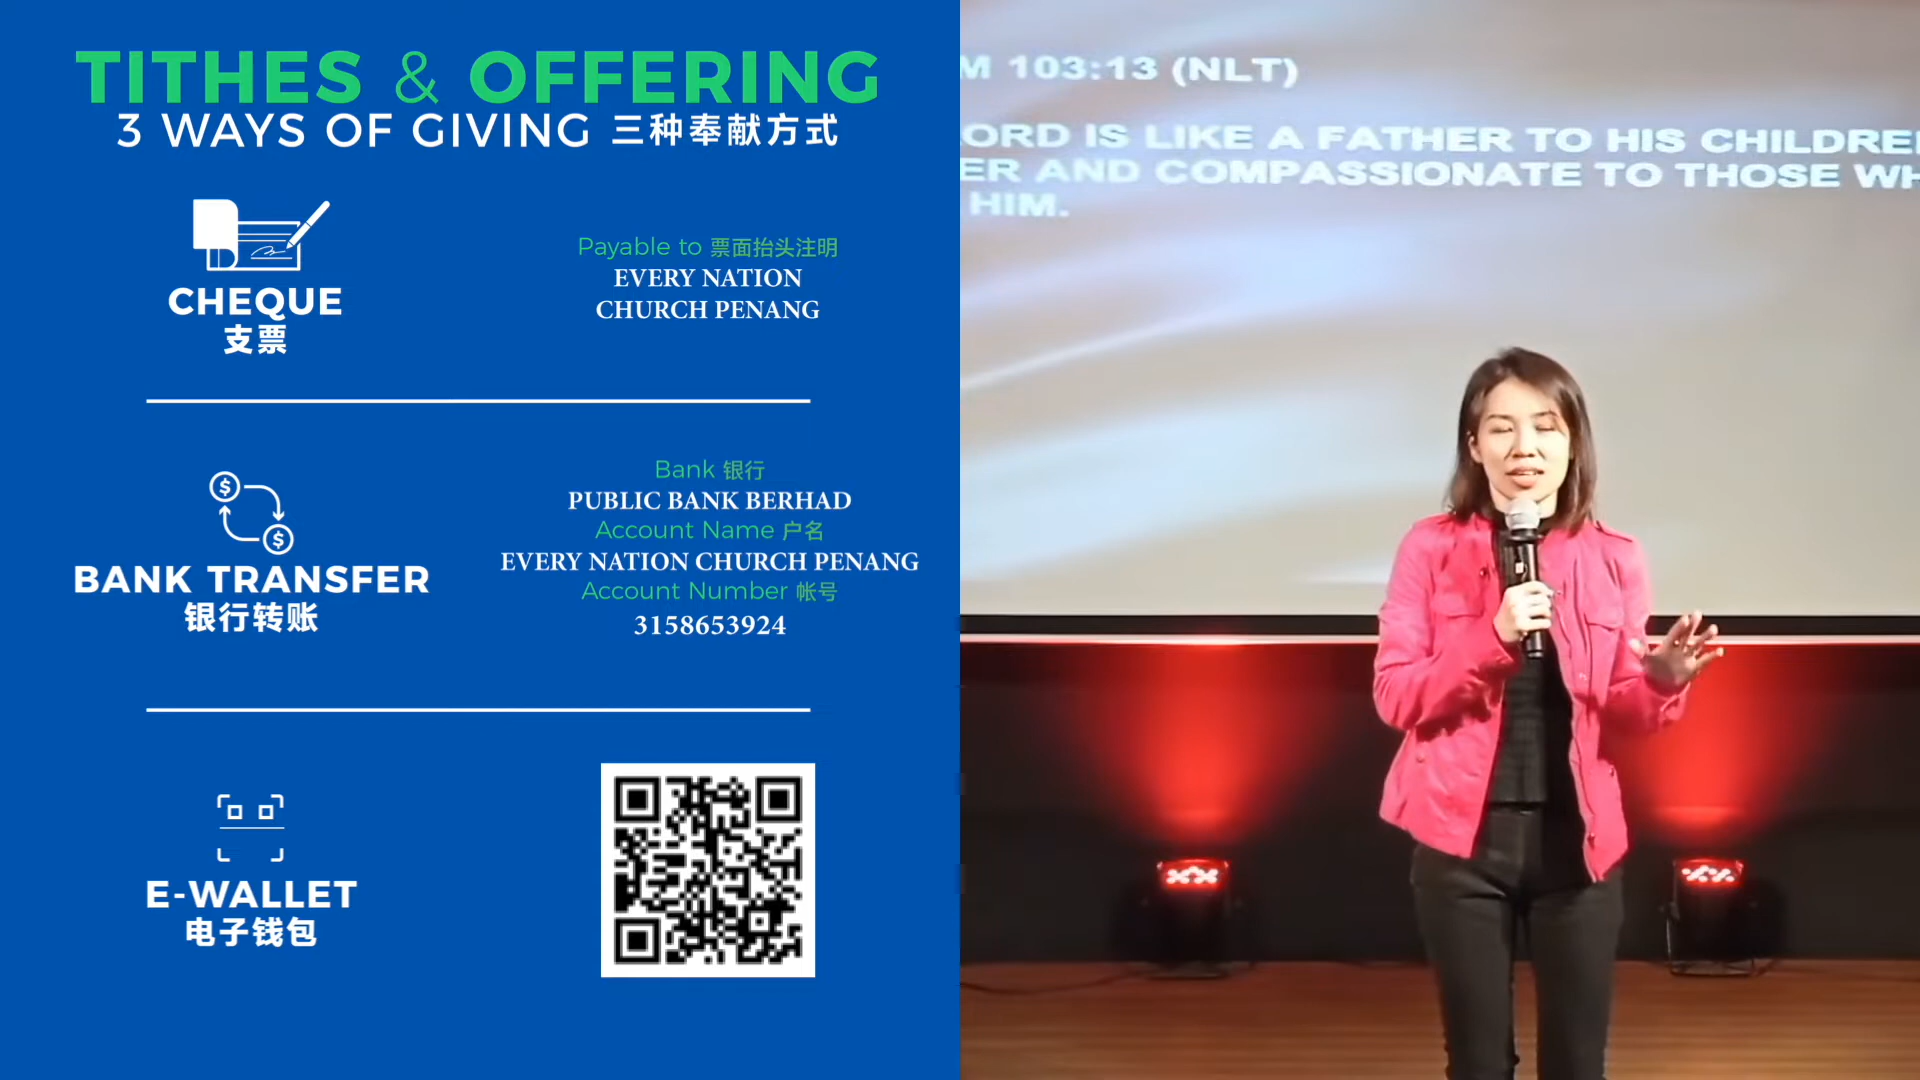 TITHES & OFFERING
3 WAYS OF GIVING 三种奉献方式
CHEQUE
支票
Payable to 票面抬头注明
EVERY NATION
CHURCH PENANG
BANK TRANSFER
银行转账
Bank 银行
PUBLIC BANK BERHAD
Account Name 户名
EVERY NATION CHURCH PENANG
Account Number 帐号
3158653924
E-WALLET
电子钱包
M 103:13 (NLT)
ORD IS LIKE A FATHER TO HIS CHILDRE
ER AND COMPASSIONATE TO THOSE WH
HIM.